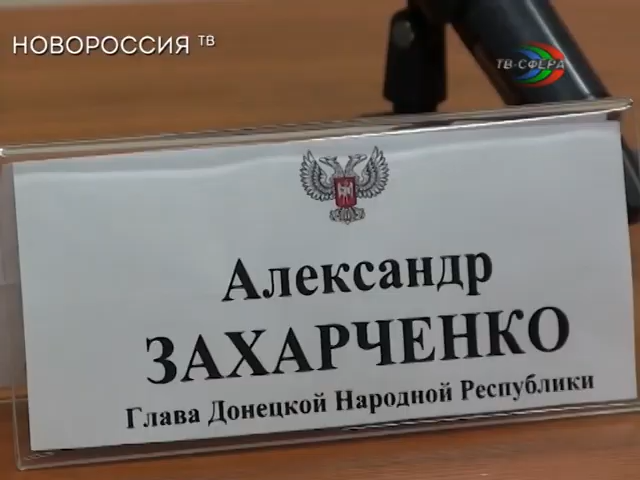 НОВОРОССИЯ ТВ
ТВ-СФЕРА
Александр
ЗАХАРЧЕНКО
Глава Донецкой Народной Республики